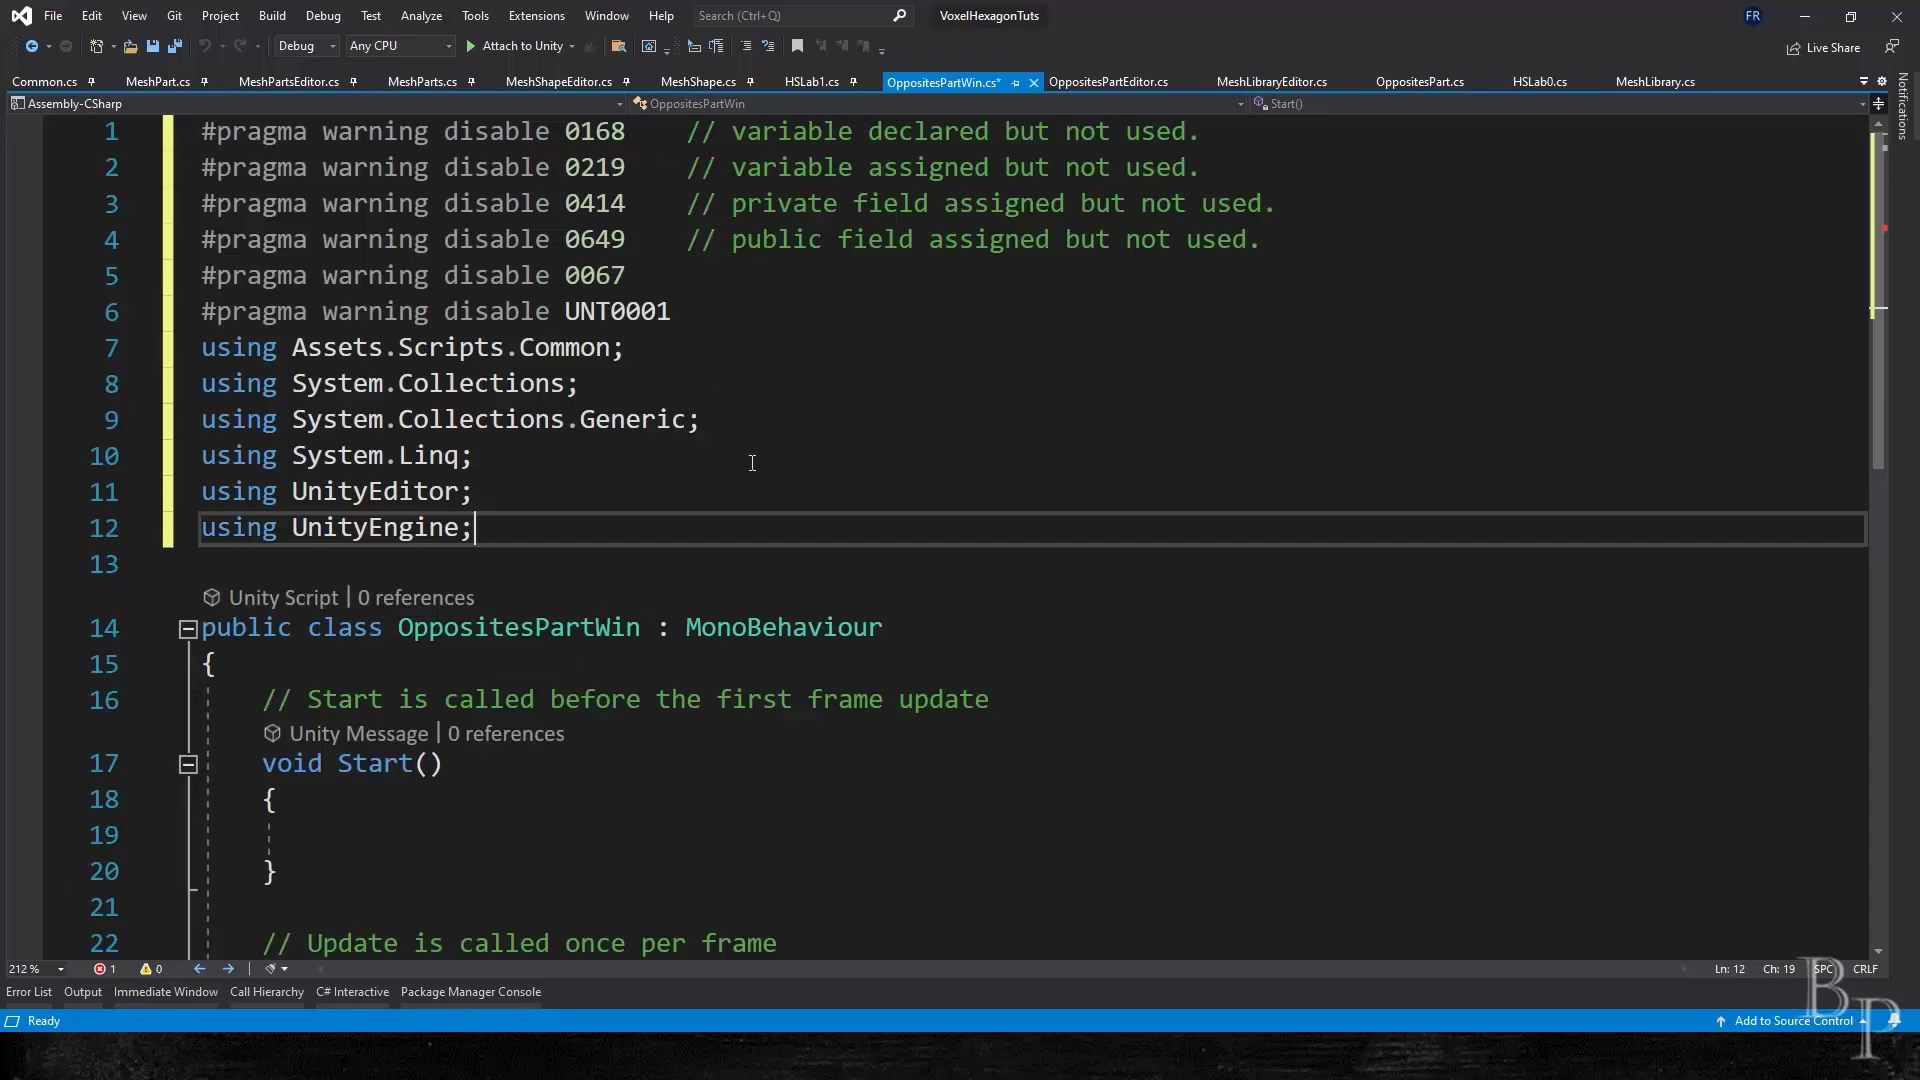 File Edit View Git Project Build Debug Test Analyze Tools Extensions Window Help Search (Ctrl+Q) VoxelHexagonTuts FR
Debug Any CPU Attach to Unity Live Share
Common.cs MeshPart.cs MeshPartsEditor.cs MeshParts.cs MeshShapeEditor.cs MeshShape.cs HSLab1.cs OppositesPartWin.cs* OppositesPartEditor.cs MeshLibraryEditor.cs OppositesPart.cs HSLab0.cs MeshLibrary.cs
Notifications
Assembly-CSharp OppositesPartWin Start()
1 #pragma warning disable 0168 // variable declared but not used.
2 #pragma warning disable 0219 // variable assigned but not used.
3 #pragma warning disable 0414 // private field assigned but not used.
4 #pragma warning disable 0649 // public field assigned but not used.
5 #pragma warning disable 0067
6 #pragma warning disable UNT0001
7 using Assets.Scripts.Common;
8 using System.Collections;
9 using System.Collections.Generic;
10 using System.Linq;
11 using UnityEditor;
12 using UnityEngine;
13
Unity Script | 0 references
14 public class OppositesPartWin : MonoBehaviour
15 {
16 // Start is called before the first frame update
Unity Message | 0 references
17 void Start()
18 {
19
20 }
21
22 // Update is called once per frame
212 % 1 0 Ln: 12 Ch: 19 SPC CRLF
Error List Output Immediate Window Call Hierarchy C# Interactive Package Manager Console
Ready Add to Source Control
BP